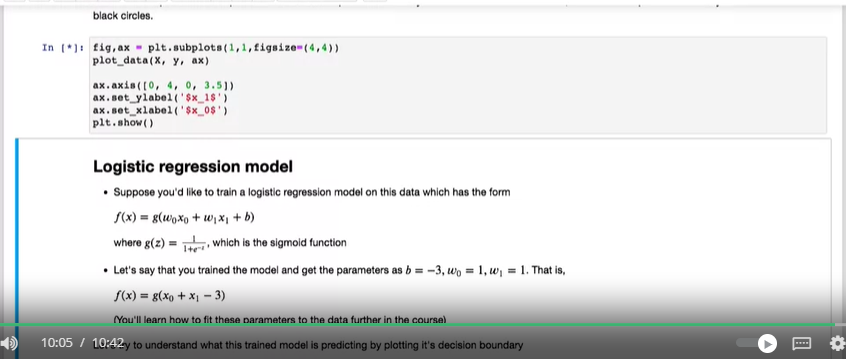 black circles.
In [*]: fig,ax = plt.subplots(1,1,figsize=(4,4))
plot_data(X, y, ax)
ax.axis([0, 4, 0, 3.5])
ax.set_ylabel('$x_1$')
ax.set_xlabel('$x_0$')
plt.show()
Logistic regression model
• Suppose you'd like to train a logistic regression model on this data which has the form
f(x) = g(w₀x₀ + w₁x₁ + b)
where g(z) = 1/(1+e⁻ᶻ), which is the sigmoid function
• Let's say that you trained the model and get the parameters as b = −3, w₀ = 1, w₁ = 1. That is,
f(x) = g(x₀ + x₁ − 3)
(You'll learn how to fit these parameters to the data further in the course)
to understand what this trained model is predicting by plotting it's decision boundary
10:05 / 10:42